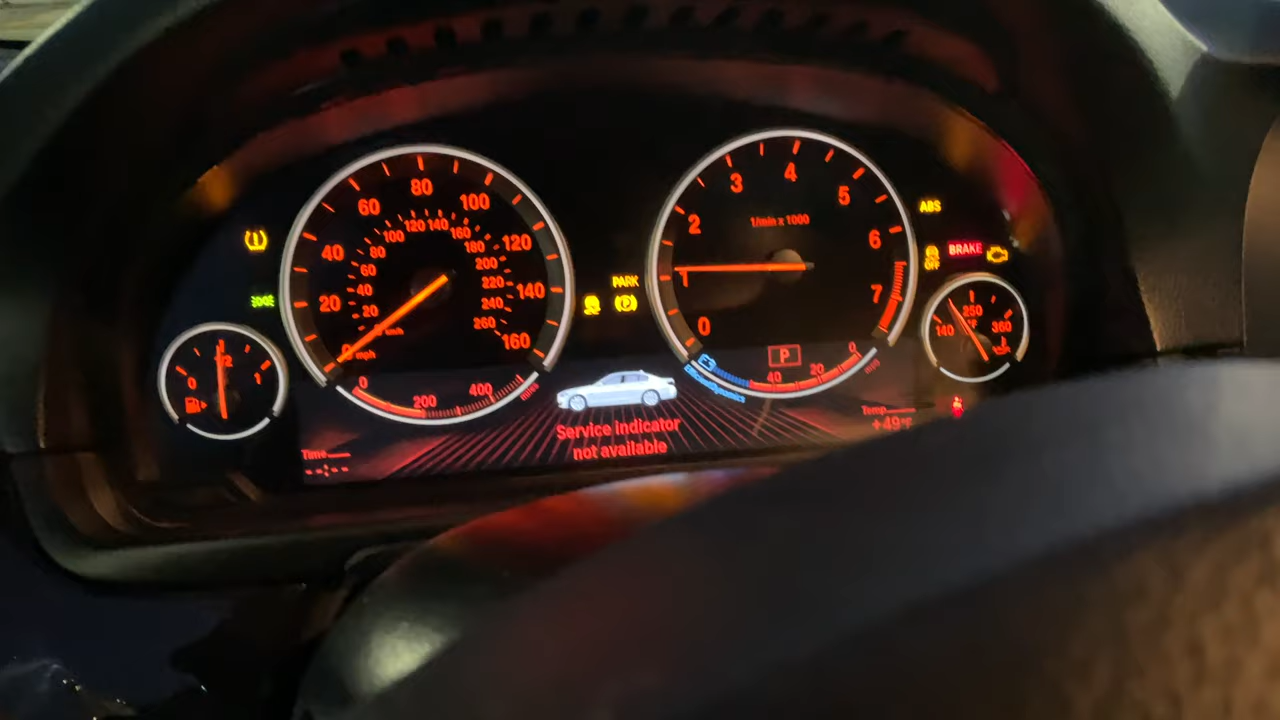 60
80
100
40
120
20
140
0
160
mph
100
120
140
160
80
180
60
200
40
220
20
240
260
km/h
0
200
400
miles
0
1/2
1
PARK
(P)
3
4
5
2
1/min x 1000
6
1
7
0
P
40
20
0
EfficientDynamics
ABS
OFF
BRAKE
250
°F
140
360
Service indicator
not available
Time
--:--
Temp
+49°F